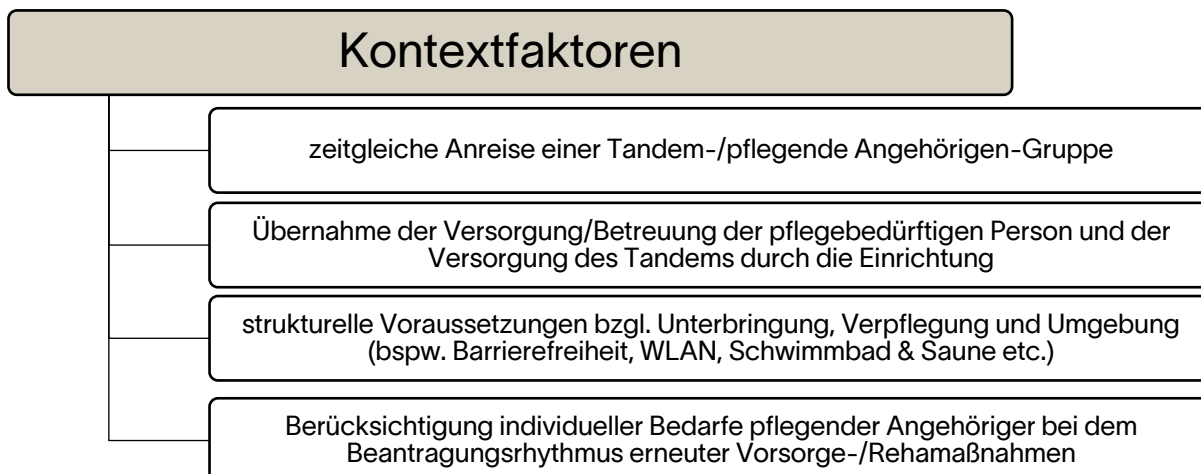 Kontextfaktoren
zeitgleiche Anreise einer Tandem-/pflegende Angehörigen-Gruppe
Übernahme der Versorgung/Betreuung der pflegebedürftigen Person und der
Versorgung des Tandems durch die Einrichtung
strukturelle Voraussetzungen bzgl. Unterbringung, Verpflegung und Umgebung
(bspw. Barrierefreiheit, WLAN, Schwimmbad & Saune etc.)
Berücksichtigung individueller Bedarfe pflegender Angehöriger bei dem
Beantragungsrhythmus erneuter Vorsorge-/Rehamaßnahmen